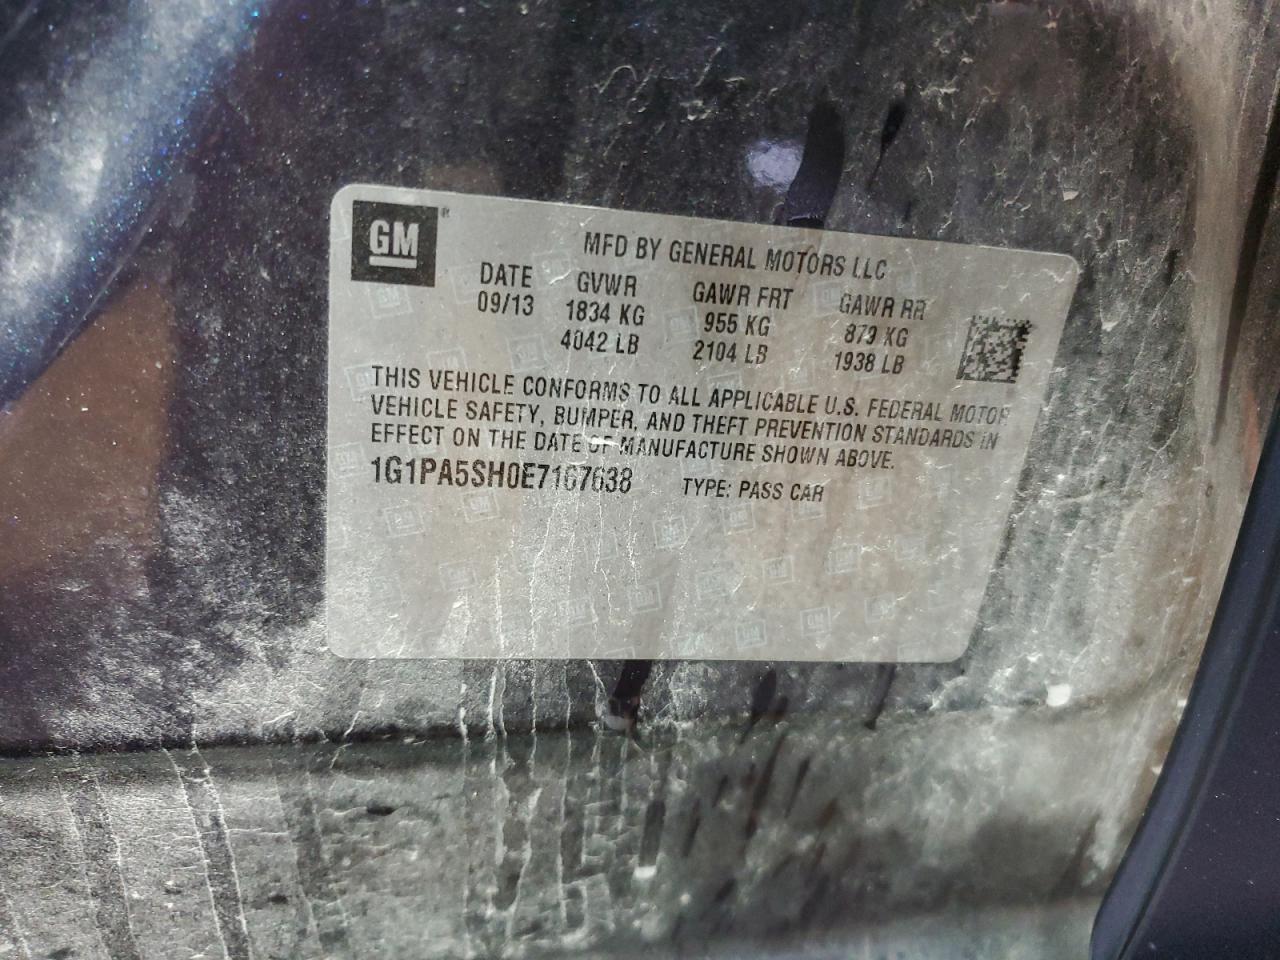 GM
MFD BY GENERAL MOTORS LLC
DATE GVWR GAWR FRT GAWR RR
09/13 1834 KG 955 KG 879 KG
4042 LB 2104 LB 1938 LB
THIS VEHICLE CONFORMS TO ALL APPLICABLE U.S. FEDERAL MOTOR
VEHICLE SAFETY, BUMPER, AND THEFT PREVENTION STANDARDS IN
EFFECT ON THE DATE OF MANUFACTURE SHOWN ABOVE.
1G1PA5SH0E7167638 TYPE: PASS CAR